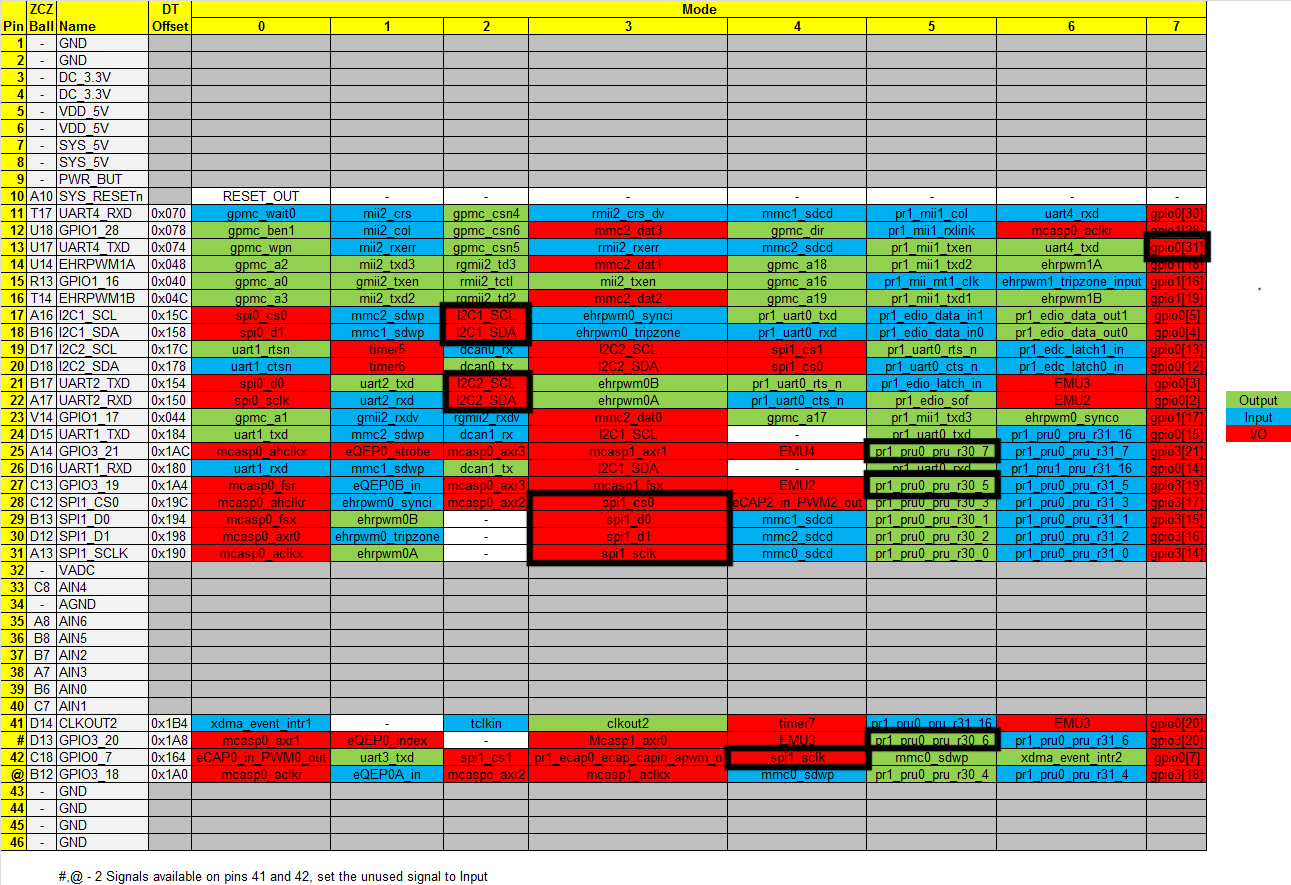 ZCZ DT Mode
Pin Ball Name Offset 0 1 2 3 4 5 6 7
1 - GND
2 - GND
3 - DC_3.3V
4 - DC_3.3V
5 - VDD_5V
6 - VDD_5V
7 - SYS_5V
8 - SYS_5V
9 - PWR_BUT
10 A10 SYS_RESETn RESET_OUT - - - - - - -
11 T17 UART4_RXD 0x070 gpmc_wait0 mii2_crs gpmc_csn4 rmii2_crs_dv mmc1_sdcd pr1_mii1_col uart4_rxd gpio0[30]
12 U18 GPIO1_28 0x078 gpmc_ben1 mii2_col gpmc_csn6 mmc2_dat3 gpmc_dir pr1_mii1_rxlink mcasp0_aclkr gpio1[28]
13 U17 UART4_TXD 0x074 gpmc_wpn mii2_rxerr gpmc_csn5 rmii2_rxerr mmc2_sdcd pr1_mii1_txen uart4_txd gpio0[31]
14 U14 EHRPWM1A 0x048 gpmc_a2 mii2_txd3 rgmii2_td3 mmc2_dat1 gpmc_a18 pr1_mii1_txd2 ehrpwm1A gpio1[18]
15 R13 GPIO1_16 0x040 gpmc_a0 gmii2_txen rmii2_tctl mii2_txen gpmc_a16 pr1_mii_mt1_clk ehrpwm1_tripzone_input gpio1[16]
16 T14 EHRPWM1B 0x04C gpmc_a3 mii2_txd2 rgmii2_td2 mmc2_dat2 gpmc_a19 pr1_mii1_txd1 ehrpwm1B gpio1[19]
17 A16 I2C1_SCL 0x15C spi0_cs0 mmc2_sdwp I2C1_SCL ehrpwm0_synci pr1_uart0_txd pr1_edio_data_in1 pr1_edio_data_out1 gpio0[5]
18 B16 I2C1_SDA 0x158 spi0_d1 mmc1_sdwp I2C1_SDA ehrpwm0_tripzone pr1_uart0_rxd pr1_edio_data_in0 pr1_edio_data_out0 gpio0[4]
19 D17 I2C2_SCL 0x17C uart1_rtsn timer5 dcan0_rx I2C2_SCL spi1_cs1 pr1_uart0_rts_n pr1_edc_latch1_in gpio0[13]
20 D18 I2C2_SDA 0x178 uart1_ctsn timer6 dcan0_tx I2C2_SDA spi1_cs0 pr1_uart0_cts_n pr1_edc_latch0_in gpio0[12]
21 B17 UART2_TXD 0x154 spi0_d0 uart2_txd I2C2_SCL ehrpwm0B pr1_uart0_rts_n pr1_edio_latch_in EMU3 gpio0[3]
22 A17 UART2_RXD 0x150 spi0_sclk uart2_rxd I2C2_SDA ehrpwm0A pr1_uart0_cts_n pr1_edio_sof EMU2 gpio0[2]
23 V14 GPIO1_17 0x044 gpmc_a1 gmii2_rxdv rgmii2_rxdv mmc2_dat0 gpmc_a17 pr1_mii1_txd3 ehrpwm0_synco gpio1[17]
24 D15 UART1_TXD 0x184 uart1_txd mmc2_sdwp dcan1_rx I2C1_SCL - pr1_uart0_txd pr1_pru0_pru_r31_16 gpio0[15]
25 A14 GPIO3_21 0x1AC mcasp0_ahclkx eQEP0_strobe mcasp0_axr3 mcasp1_axr1 EMU4 pr1_pru0_pru_r30_7 pr1_pru0_pru_r31_7 gpio3[21]
26 D16 UART1_RXD 0x180 uart1_rxd mmc1_sdwp dcan1_tx I2C1_SDA - pr1_uart0_rxd pr1_pru1_pru_r31_16 gpio0[14]
27 C13 GPIO3_19 0x1A4 mcasp0_fsr eQEP0B_in mcasp0_axr3 mcasp1_fsx EMU2 pr1_pru0_pru_r30_5 pr1_pru0_pru_r31_5 gpio3[19]
28 C12 SPI1_CS0 0x19C mcasp0_ahclkr ehrpwm0_synci mcasp0_axr2 spi1_cs0 eCAP2_in_PWM2_out pr1_pru0_pru_r30_3 pr1_pru0_pru_r31_3 gpio3[17]
29 B13 SPI1_D0 0x194 mcasp0_fsx ehrpwm0B - spi1_d0 mmc1_sdcd pr1_pru0_pru_r30_1 pr1_pru0_pru_r31_1 gpio3[15]
30 D12 SPI1_D1 0x198 mcasp0_axr0 ehrpwm0_tripzone - spi1_d1 mmc2_sdcd pr1_pru0_pru_r30_2 pr1_pru0_pru_r31_2 gpio3[16]
31 A13 SPI1_SCLK 0x190 mcasp0_aclkx ehrpwm0A - spi1_sclk mmc0_sdcd pr1_pru0_pru_r30_0 pr1_pru0_pru_r31_0 gpio3[14]
32 - VADC
33 C8 AIN4
34 - AGND
35 A8 AIN6
36 B8 AIN5
37 B7 AIN2
38 A7 AIN3
39 B6 AIN0
40 C7 AIN1
41 D14 CLKOUT2 0x1B4 xdma_event_intr1 - tclkin clkout2 timer7 pr1_pru0_pru_r31_16 EMU3 gpio0[20]
# D13 GPIO3_20 0x1A8 mcasp0_axr1 eQEP0_index - Mcasp1_axr0 EMU3 pr1_pru0_pru_r30_6 pr1_pru0_pru_r31_6 gpio3[20]
42 C18 GPIO0_7 0x164 eCAP0_in_PWM0_out uart3_txd spi1_cs1 pr1_ecap0_ecap_capin_apwm_o spi1_sclk mmc0_sdwp xdma_event_intr2 gpio0[7]
@ B12 GPIO3_18 0x1A0 mcasp0_aclkr eQEP0A_in mcaspo_axr2 mcasp1_aclkx mmc0_sdwp pr1_pru0_pru_r30_4 pr1_pru0_pru_r31_4 gpio3[18]
43 - GND
44 - GND
45 - GND
46 - GND
Output
Input
I/O
#,@ - 2 Signals available on pins 41 and 42, set the unused signal to Input